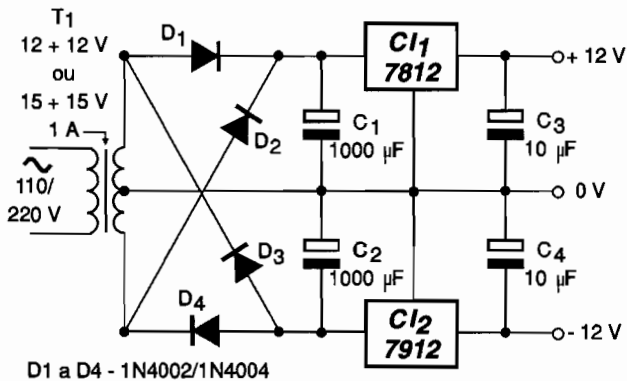 T1
12 + 12 V
ou
15 + 15 V
1 A
110/
220 V
D1
D2
D3
D4
C1
1000 µF
C2
1000 µF
CI1
7812
CI2
7912
C3
10 µF
C4
10 µF
+ 12 V
0 V
- 12 V
D1 a D4 - 1N4002/1N4004